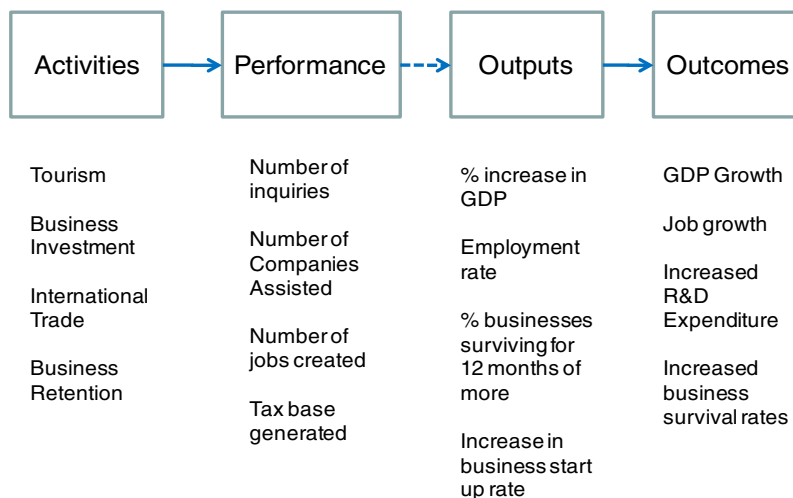 Activities
Performance
Outputs
Outcomes
Tourism
Business
Investment
International
Trade
Business
Retention
Number of
inquiries
Number of
Companies
Assisted
Number of
jobs created
Tax base
generated
% increase in
GDP
Employment
rate
% businesses
surviving for
12 months of
more
Increase in
business start
up rate
GDP Growth
Job growth
Increased
R&D
Expenditure
Increased
business
survival rates